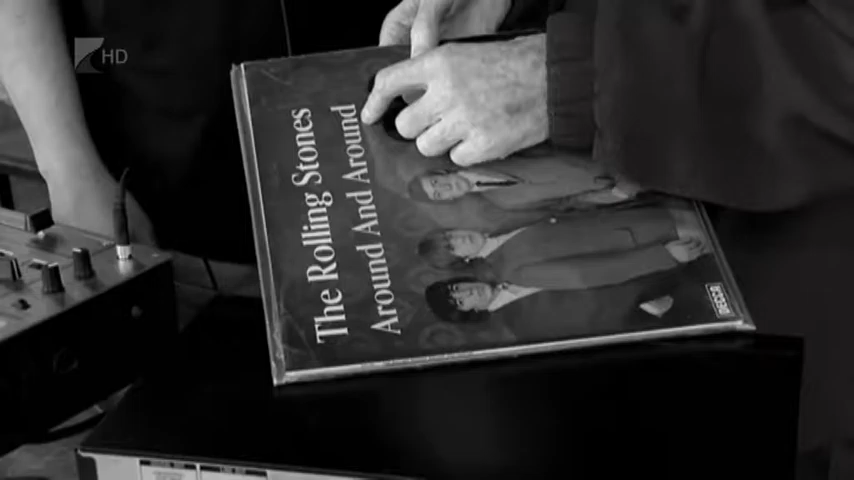 HD
The Rolling Stones
Around And Around
DECCA